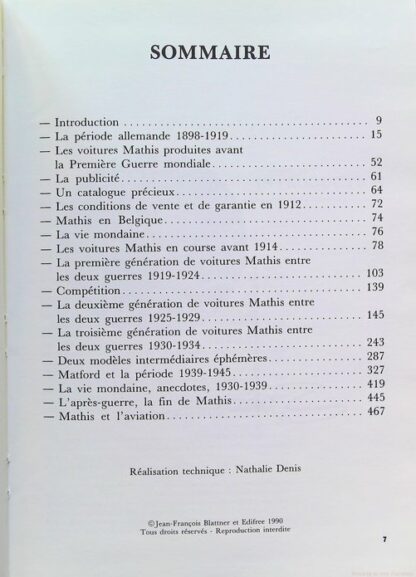 SOMMAIRE
— Introduction . . . . . . . . . . . . . . . . . . . . . . . . . . . . . . . . . . 9
— La période allemande 1898-1919 . . . . . . . . . . . . . . . . . . . 15
— Les voitures Mathis produites avant
la Première Guerre mondiale . . . . . . . . . . . . . . . . . . . . . . 52
— La publicité . . . . . . . . . . . . . . . . . . . . . . . . . . . . . . . . . . 61
— Un catalogue précieux . . . . . . . . . . . . . . . . . . . . . . . . . . 64
— Les conditions de vente et de garantie en 1912 . . . . . . . . 72
— Mathis en Belgique . . . . . . . . . . . . . . . . . . . . . . . . . . . . 74
— La vie mondaine . . . . . . . . . . . . . . . . . . . . . . . . . . . . . . 76
— Les voitures Mathis en course avant 1914 . . . . . . . . . . . . 78
— La première génération de voitures Mathis entre
les deux guerres 1919-1924 . . . . . . . . . . . . . . . . . . . . . . . 103
— Compétition . . . . . . . . . . . . . . . . . . . . . . . . . . . . . . . . . 139
— La deuxième génération de voitures Mathis entre
les deux guerres 1925-1929 . . . . . . . . . . . . . . . . . . . . . . . 145
— La troisième génération de voitures Mathis entre
les deux guerres 1930-1934 . . . . . . . . . . . . . . . . . . . . . . . 243
— Deux modèles intermédiaires éphémères . . . . . . . . . . . . . 287
— Matford et la période 1939-1945 . . . . . . . . . . . . . . . . . . . 327
— La vie mondaine, anecdotes, 1930-1939 . . . . . . . . . . . . . . 419
— L'après-guerre, la fin de Mathis . . . . . . . . . . . . . . . . . . . 445
— Mathis et l'aviation . . . . . . . . . . . . . . . . . . . . . . . . . . . . 467
Réalisation technique : Nathalie Denis
©Jean-François Blattner et Edifree 1990
Tous droits réservés - Reproduction interdite
7